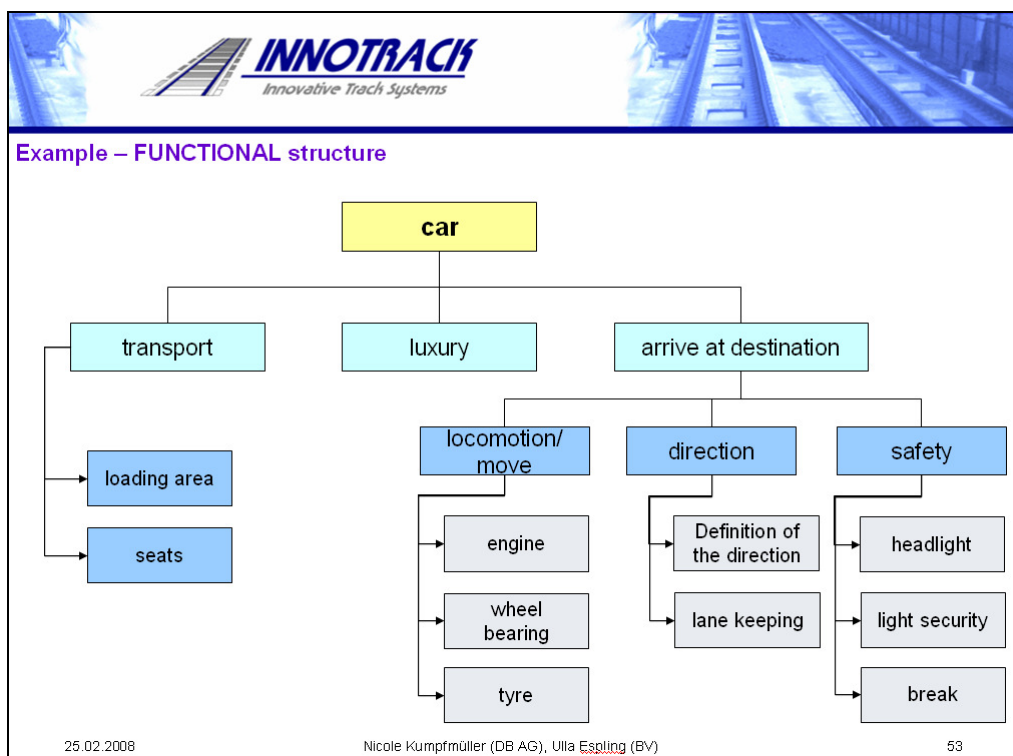 INNOTRACK
Innovative Track Systems
Example – FUNCTIONAL structure
car
transport
luxury
arrive at destination
locomotion/
move
direction
safety
loading area
seats
engine
wheel
bearing
tyre
Definition of
the direction
lane keeping
headlight
light security
break
25.02.2008
Nicole Kumpfmüller (DB AG), Ulla Espling (BV)
53